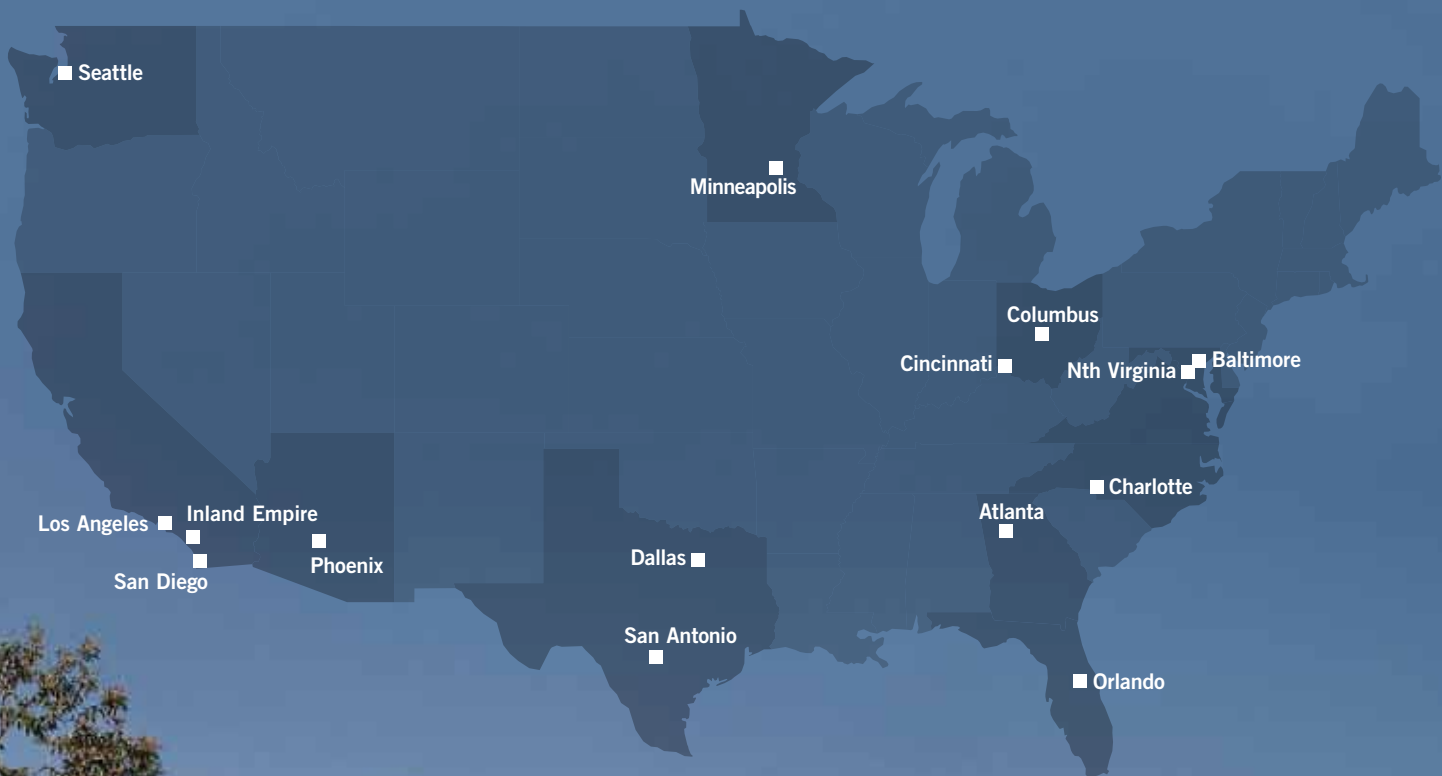 Seattle
Minneapolis
Columbus
Cincinnati
Nth Virginia
Baltimore
Charlotte
Atlanta
Los Angeles
Inland Empire
San Diego
Phoenix
Dallas
San Antonio
Orlando